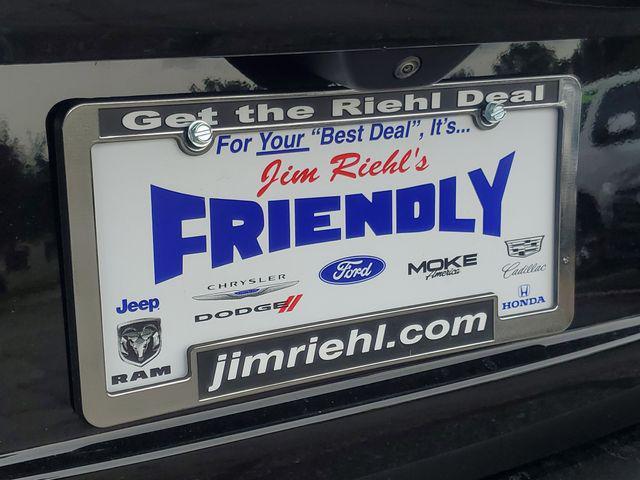 Get the Riehl Deal
For Your "Best Deal", It's...
Jim Riehl's
FRIENDLY
CHRYSLER
Ford
MOKE
America
Cadillac
Jeep
DODGE
HONDA
RAM
jimriehl.com